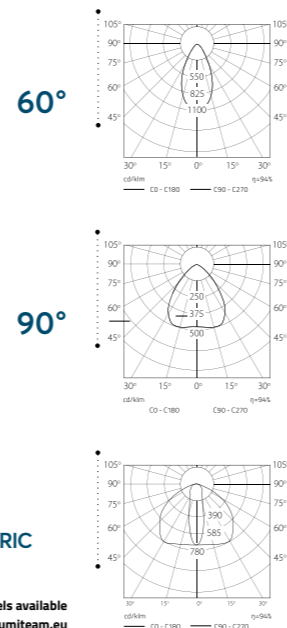 105° 105°
90° 90°
75° 75°
60° 60°
45° 45°
550
825
1100
60°
30° 15° 0° 15° 30°
cd/klm η=94%
C0 - C180 C90 - C270
105° 105°
90° 90°
75° 75°
60° 60°
45° 45°
250
375
500
90°
30° 15° 0° 15° 30°
cd/klm η=94%
C0 - C180 C90 - C270
105° 105°
90° 90°
75° 75°
60° 60°
45° 45°
390
585
780
RIC
30° 15° 0° 15° 30°
cd/klm η=94%
C0 - C180 C90 - C270
els available
umiteam.eu